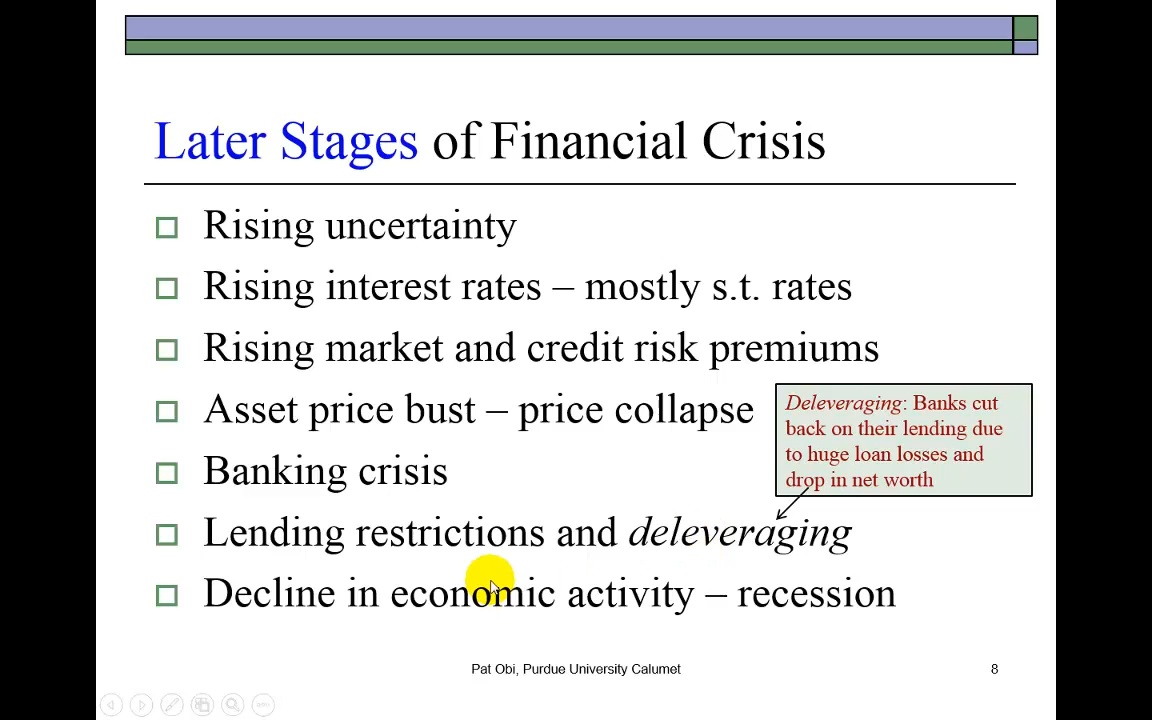 Later Stages of Financial Crisis
Rising uncertainty
Rising interest rates – mostly s.t. rates
Rising market and credit risk premiums
Asset price bust – price collapse
Deleveraging: Banks cut
back on their lending due
to huge loan losses and
drop in net worth
Banking crisis
Lending restrictions and deleveraging
Decline in economic activity – recession
Pat Obi, Purdue University Calumet
8